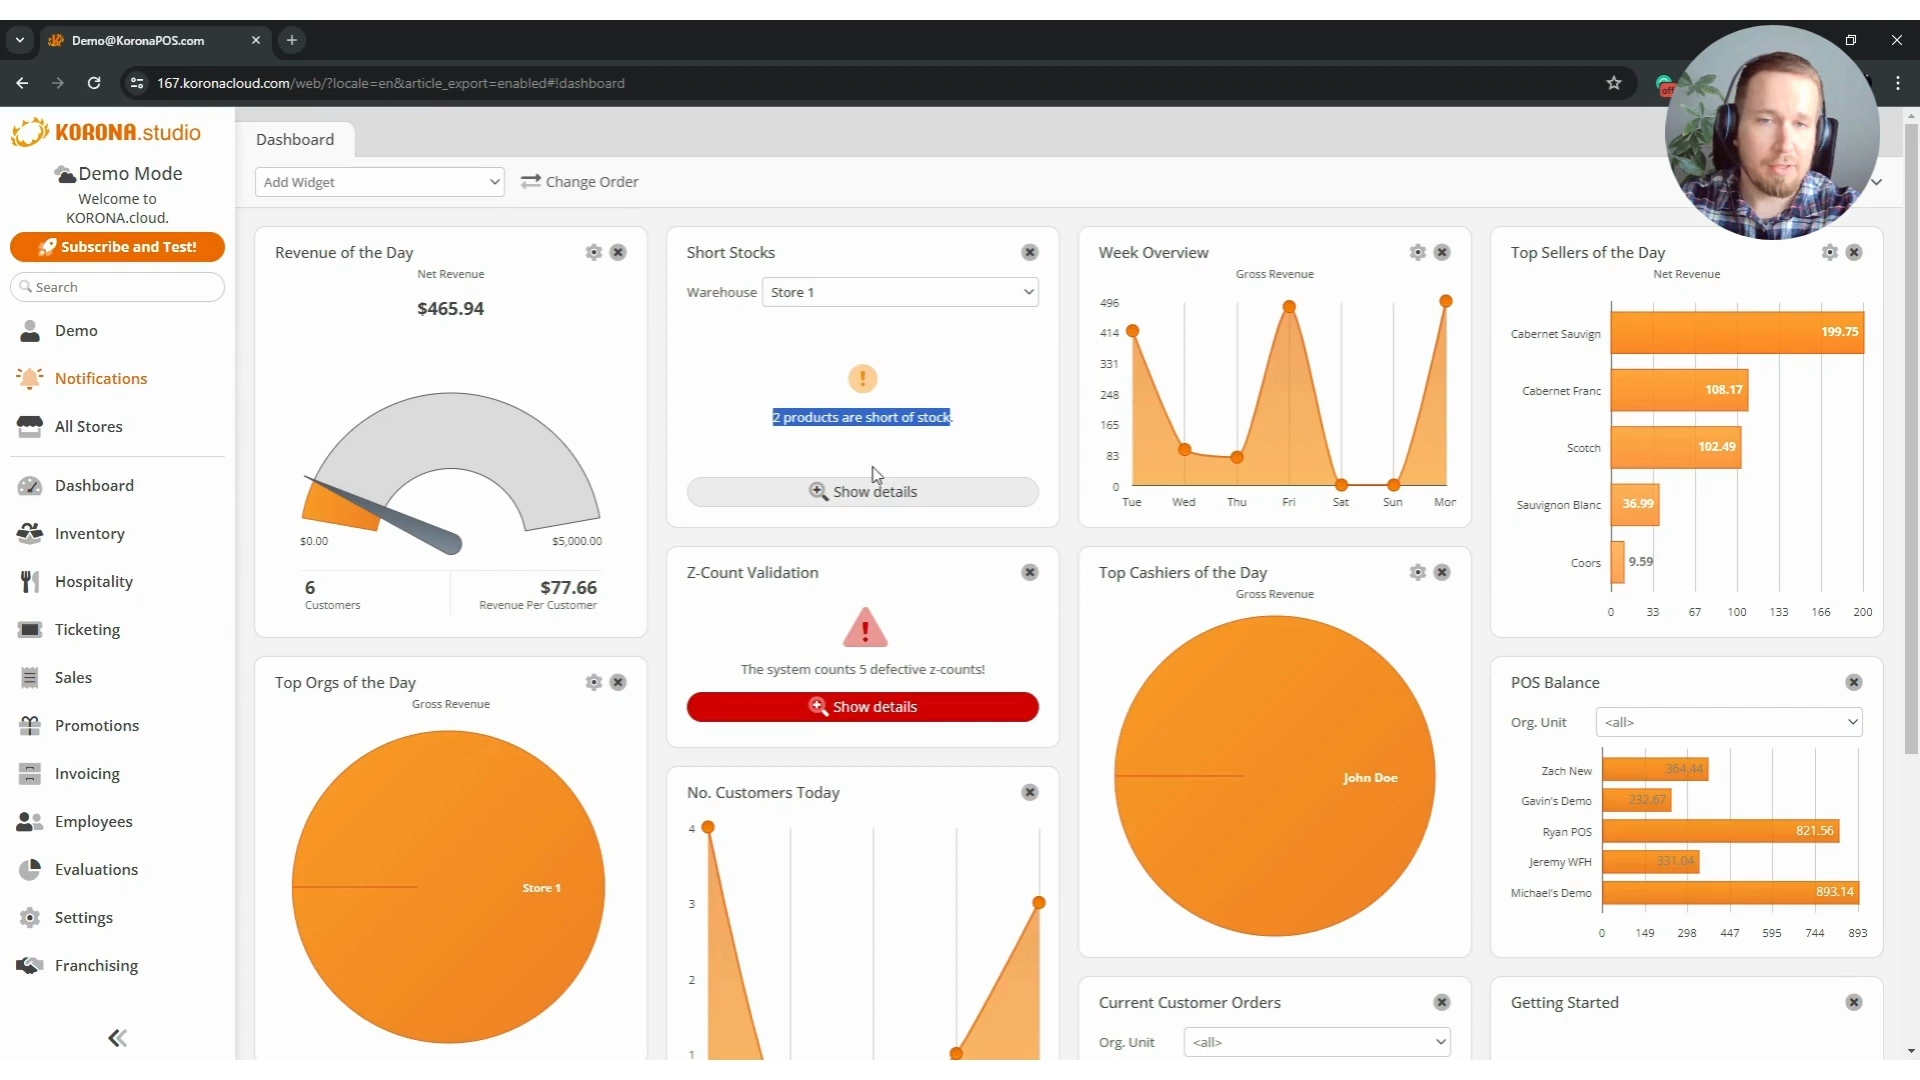 Demo@KoronaPOS.com
167.koronacloud.com/web/?locale=en&article_export=enabled#!dashboard
off
KORONA.studio
Demo Mode
Welcome to
KORONA.cloud.
Subscribe and Test!
Search
Demo
Notifications
All Stores
Dashboard
Inventory
Hospitality
Ticketing
Sales
Promotions
Invoicing
Employees
Evaluations
Settings
Franchising
Dashboard
Add Widget
Change Order
Revenue of the Day
Net Revenue
$465.94
$0.00
$5,000.00
6
Customers
$77.66
Revenue Per Customer
Top Orgs of the Day
Gross Revenue
Store 1
Short Stocks
Warehouse
Store 1
2 products are short of stock.
Show details
Z-Count Validation
The system counts 5 defective z-counts!
Show details
No. Customers Today
4
3
2
1
Week Overview
Gross Revenue
496
414
331
248
165
83
0
Tue
Wed
Thu
Fri
Sat
Sun
Mon
Top Cashiers of the Day
Gross Revenue
John Doe
Current Customer Orders
Org. Unit
<all>
Top Sellers of the Day
Net Revenue
Cabernet Sauvign
199.75
Cabernet Franc
108.17
Scotch
102.49
Sauvignon Blanc
36.99
Coors
9.59
0
33
67
100
133
166
200
POS Balance
Org. Unit
<all>
Zach New
364.44
Gavin's Demo
232.67
Ryan POS
821.56
Jeremy WFH
331.04
Michael's Demo
893.14
0
149
298
447
595
744
893
Getting Started